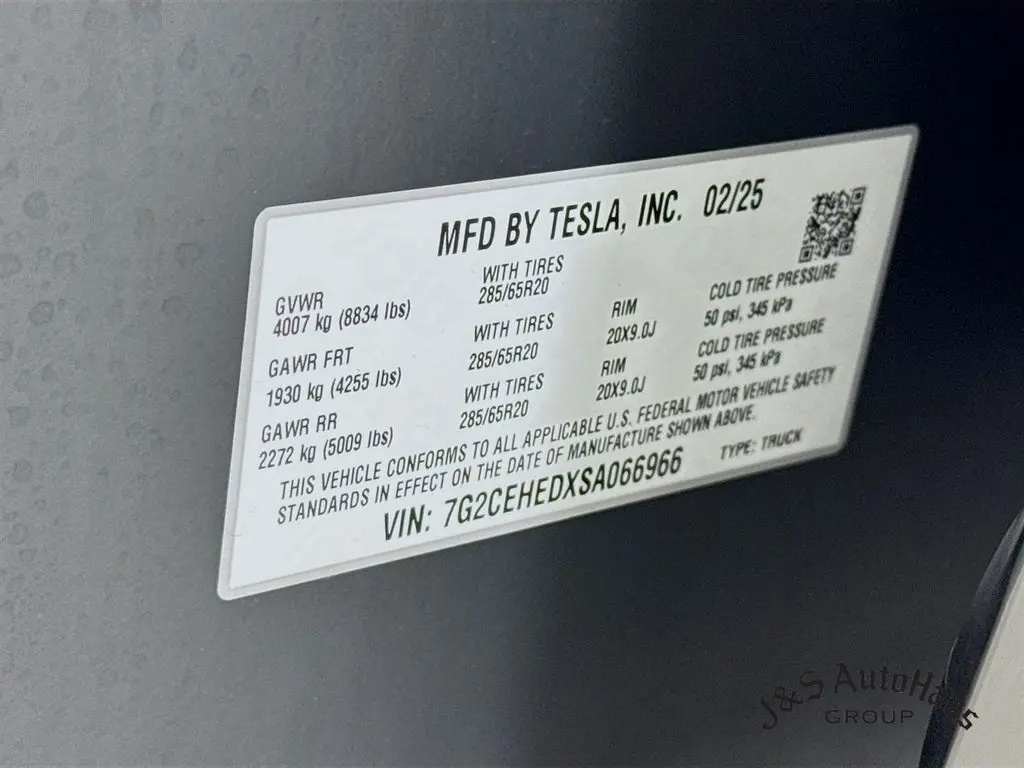 MFD BY TESLA, INC. 02/25
GVWR WITH TIRES
4007 kg (8834 lbs) 285/65R20
GAWR FRT WITH TIRES RIM COLD TIRE PRESSURE
1930 kg (4255 lbs) 285/65R20 20X9.0J 50 psi, 345 kPa
GAWR RR WITH TIRES RIM COLD TIRE PRESSURE
2272 kg (5009 lbs) 285/65R20 20X9.0J 50 psi, 345 kPa
THIS VEHICLE CONFORMS TO ALL APPLICABLE U.S. FEDERAL MOTOR VEHICLE SAFETY
STANDARDS IN EFFECT ON THE DATE OF MANUFACTURE SHOWN ABOVE.
VIN: 7G2CEHEDXSA066966 TYPE: TRUCK
J&S AutoHaus
GROUP